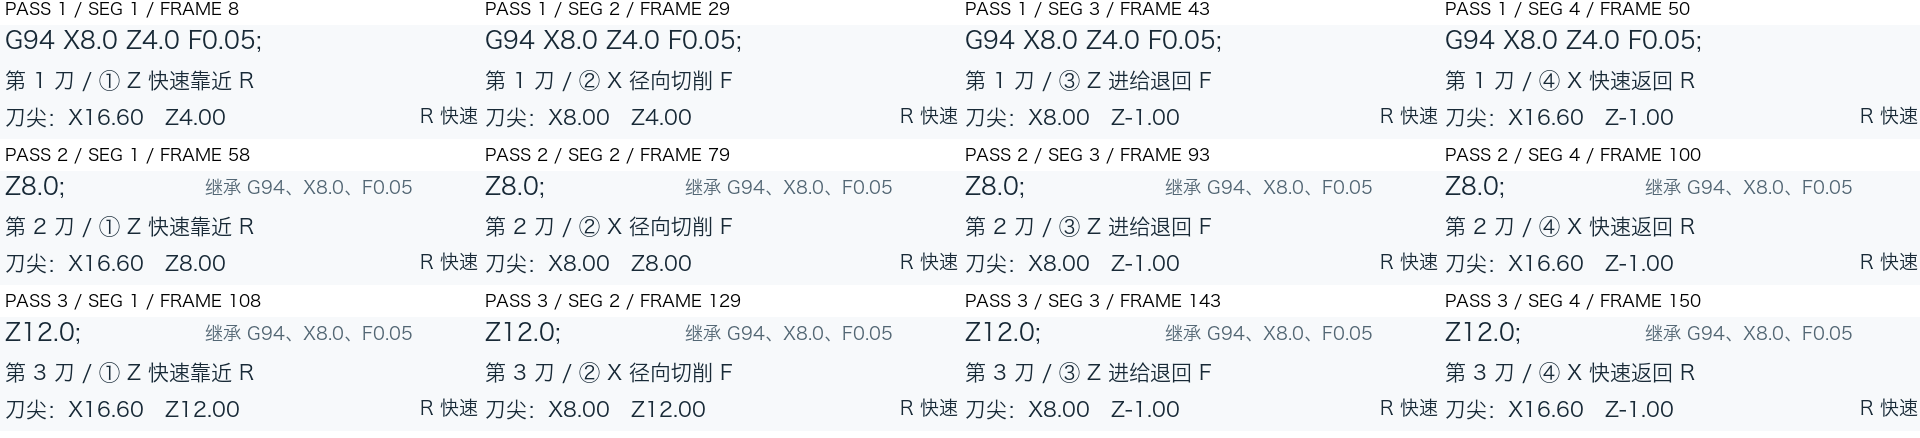 PASS 1 / SEG 1 / FRAME 8
G94 X8.0 Z4.0 F0.05;
第 1 刀 / ① Z 快速靠近 R
刀尖：X16.60 Z4.00 R 快速
PASS 1 / SEG 2 / FRAME 29
G94 X8.0 Z4.0 F0.05;
第 1 刀 / ② X 径向切削 F
刀尖：X8.00 Z4.00 R 快速
PASS 1 / SEG 3 / FRAME 43
G94 X8.0 Z4.0 F0.05;
第 1 刀 / ③ Z 进给退回 F
刀尖：X8.00 Z-1.00 R 快速
PASS 1 / SEG 4 / FRAME 50
G94 X8.0 Z4.0 F0.05;
第 1 刀 / ④ X 快速返回 R
刀尖：X16.60 Z-1.00 R 快速
PASS 2 / SEG 1 / FRAME 58
Z8.0; 继承 G94、X8.0、F0.05
第 2 刀 / ① Z 快速靠近 R
刀尖：X16.60 Z8.00 R 快速
PASS 2 / SEG 2 / FRAME 79
Z8.0; 继承 G94、X8.0、F0.05
第 2 刀 / ② X 径向切削 F
刀尖：X8.00 Z8.00 R 快速
PASS 2 / SEG 3 / FRAME 93
Z8.0; 继承 G94、X8.0、F0.05
第 2 刀 / ③ Z 进给退回 F
刀尖：X8.00 Z-1.00 R 快速
PASS 2 / SEG 4 / FRAME 100
Z8.0; 继承 G94、X8.0、F0.05
第 2 刀 / ④ X 快速返回 R
刀尖：X16.60 Z-1.00 R 快速
PASS 3 / SEG 1 / FRAME 108
Z12.0; 继承 G94、X8.0、F0.05
第 3 刀 / ① Z 快速靠近 R
刀尖：X16.60 Z12.00 R 快速
PASS 3 / SEG 2 / FRAME 129
Z12.0; 继承 G94、X8.0、F0.05
第 3 刀 / ② X 径向切削 F
刀尖：X8.00 Z12.00 R 快速
PASS 3 / SEG 3 / FRAME 143
Z12.0; 继承 G94、X8.0、F0.05
第 3 刀 / ③ Z 进给退回 F
刀尖：X8.00 Z-1.00 R 快速
PASS 3 / SEG 4 / FRAME 150
Z12.0; 继承 G94、X8.0、F0.05
第 3 刀 / ④ X 快速返回 R
刀尖：X16.60 Z-1.00 R 快速